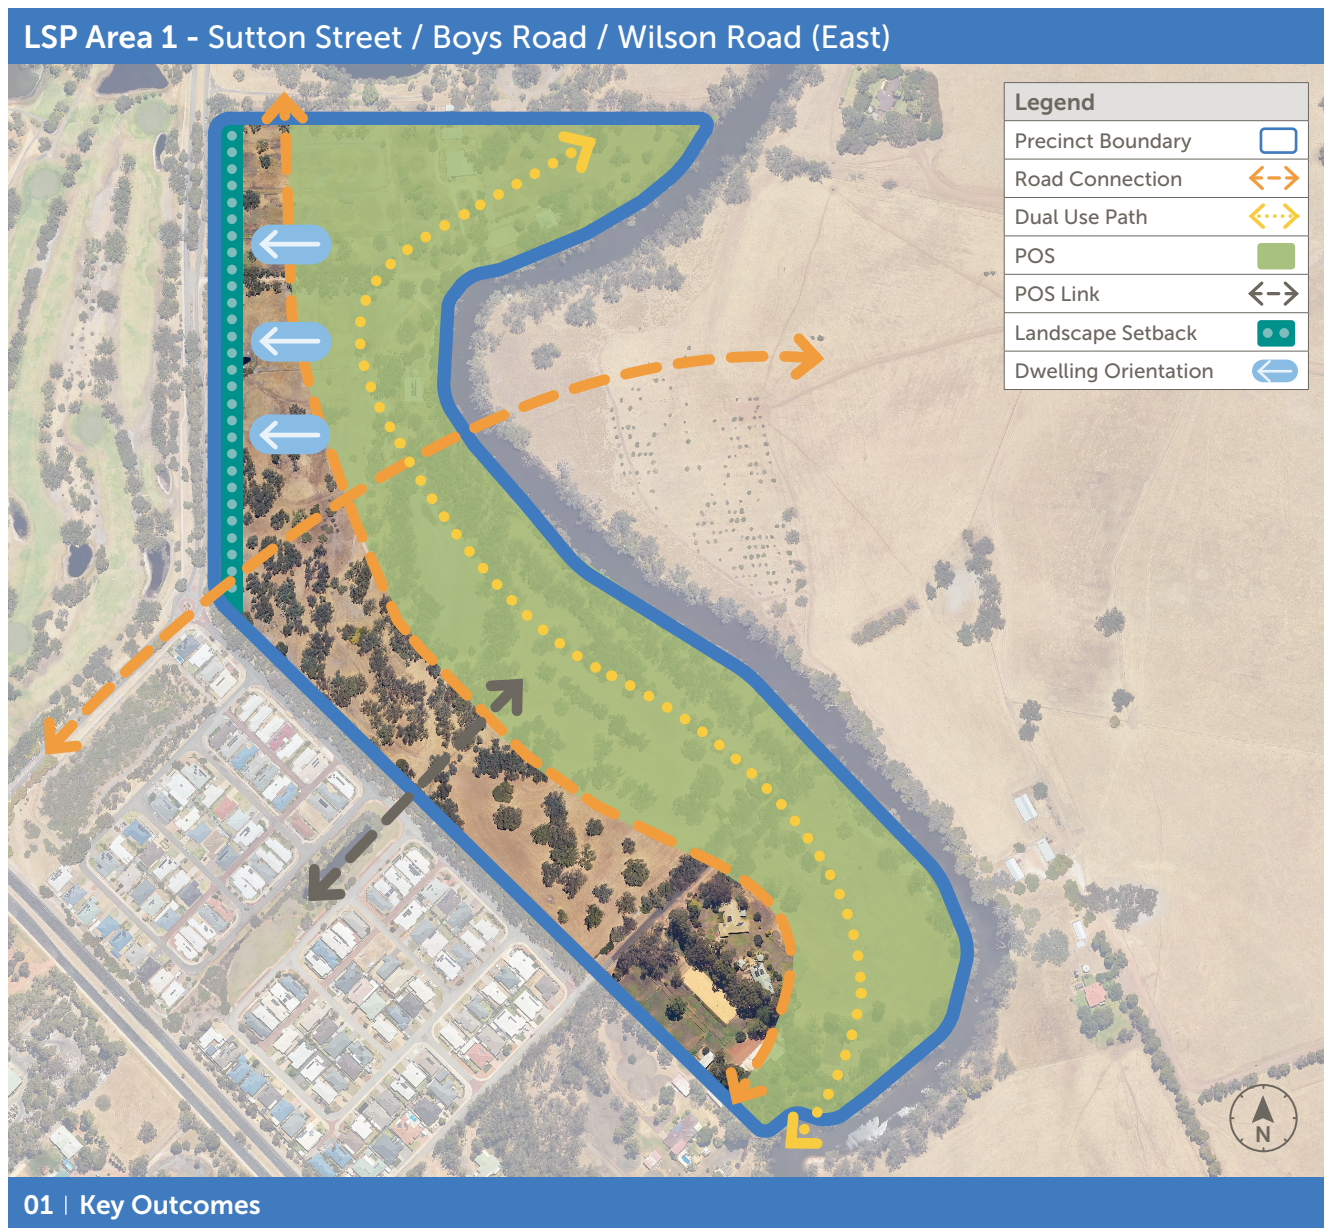 LSP Area 1 - Sutton Street / Boys Road / Wilson Road (East)
Legend
Precinct Boundary
Road Connection
Dual Use Path
POS
POS Link
Landscape Setback
Dwelling Orientation
N
01 | Key Outcomes